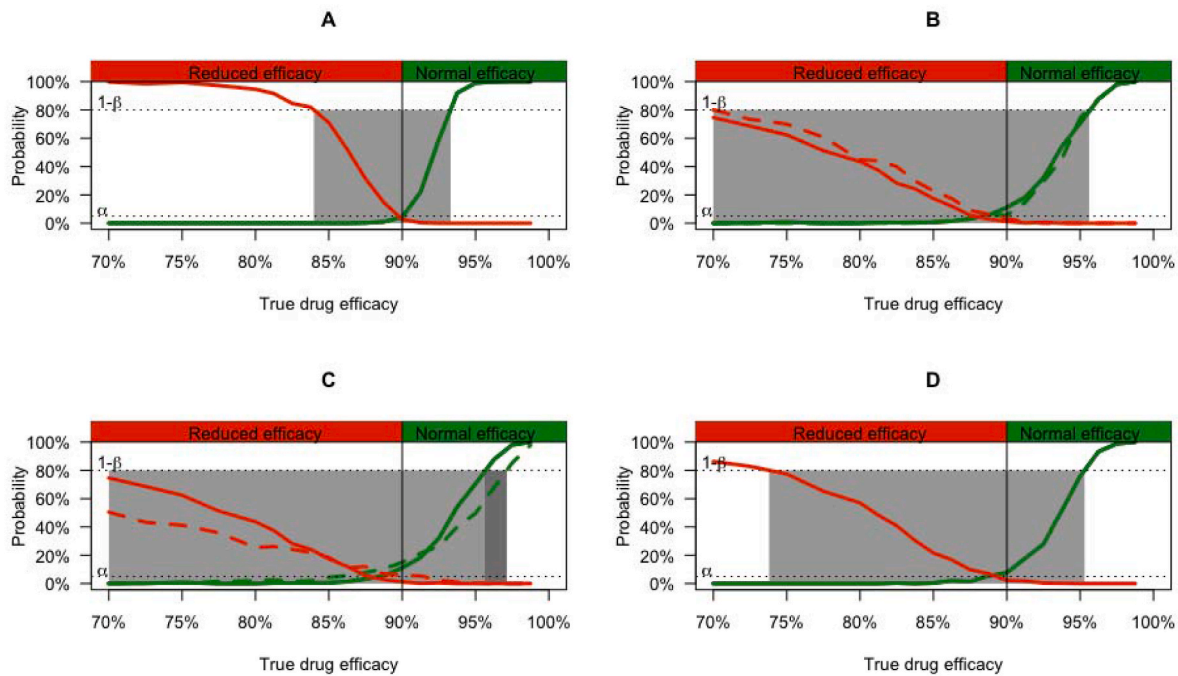 A
Reduced efficacy Normal efficacy
100%
1-β
80%
60%
40%
20%
α
0%
Probability
70% 75% 80% 85% 90% 95% 100%
True drug efficacy
B
Reduced efficacy Normal efficacy
100%
1-β
80%
60%
40%
20%
α
0%
Probability
70% 75% 80% 85% 90% 95% 100%
True drug efficacy
C
Reduced efficacy Normal efficacy
100%
1-β
80%
60%
40%
20%
α
0%
Probability
70% 75% 80% 85% 90% 95% 100%
True drug efficacy
D
Reduced efficacy Normal efficacy
100%
1-β
80%
60%
40%
20%
α
0%
Probability
70% 75% 80% 85% 90% 95% 100%
True drug efficacy